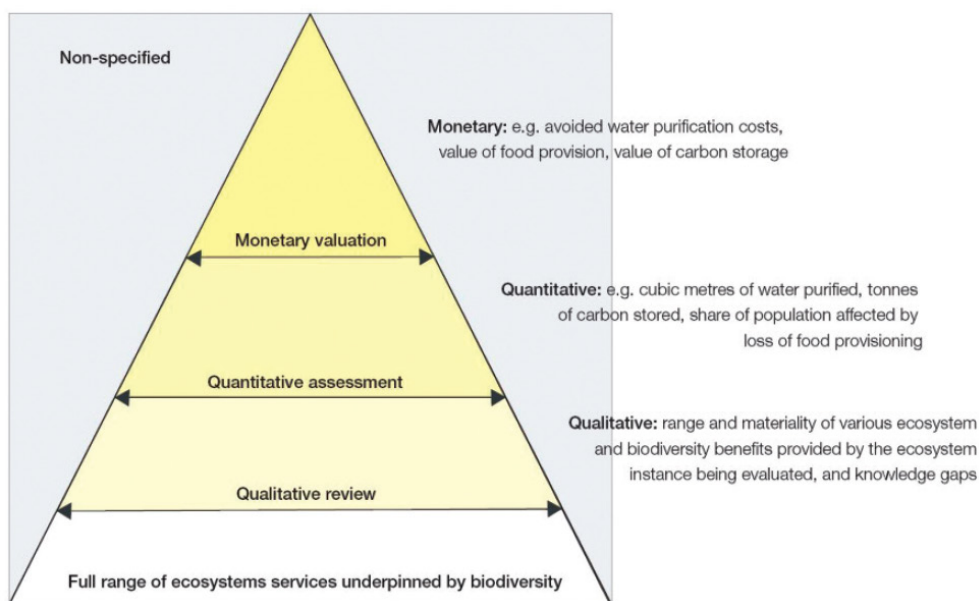 Non-specified
Monetary: e.g. avoided water purification costs,
value of food provision, value of carbon storage
Monetary valuation
Quantitative: e.g. cubic metres of water purified, tonnes
of carbon stored, share of population affected by
loss of food provisioning
Quantitative assessment
Qualitative: range and materiality of various ecosystem
and biodiversity benefits provided by the ecosystem
instance being evaluated, and knowledge gaps
Qualitative review
Full range of ecosystems services underpinned by biodiversity